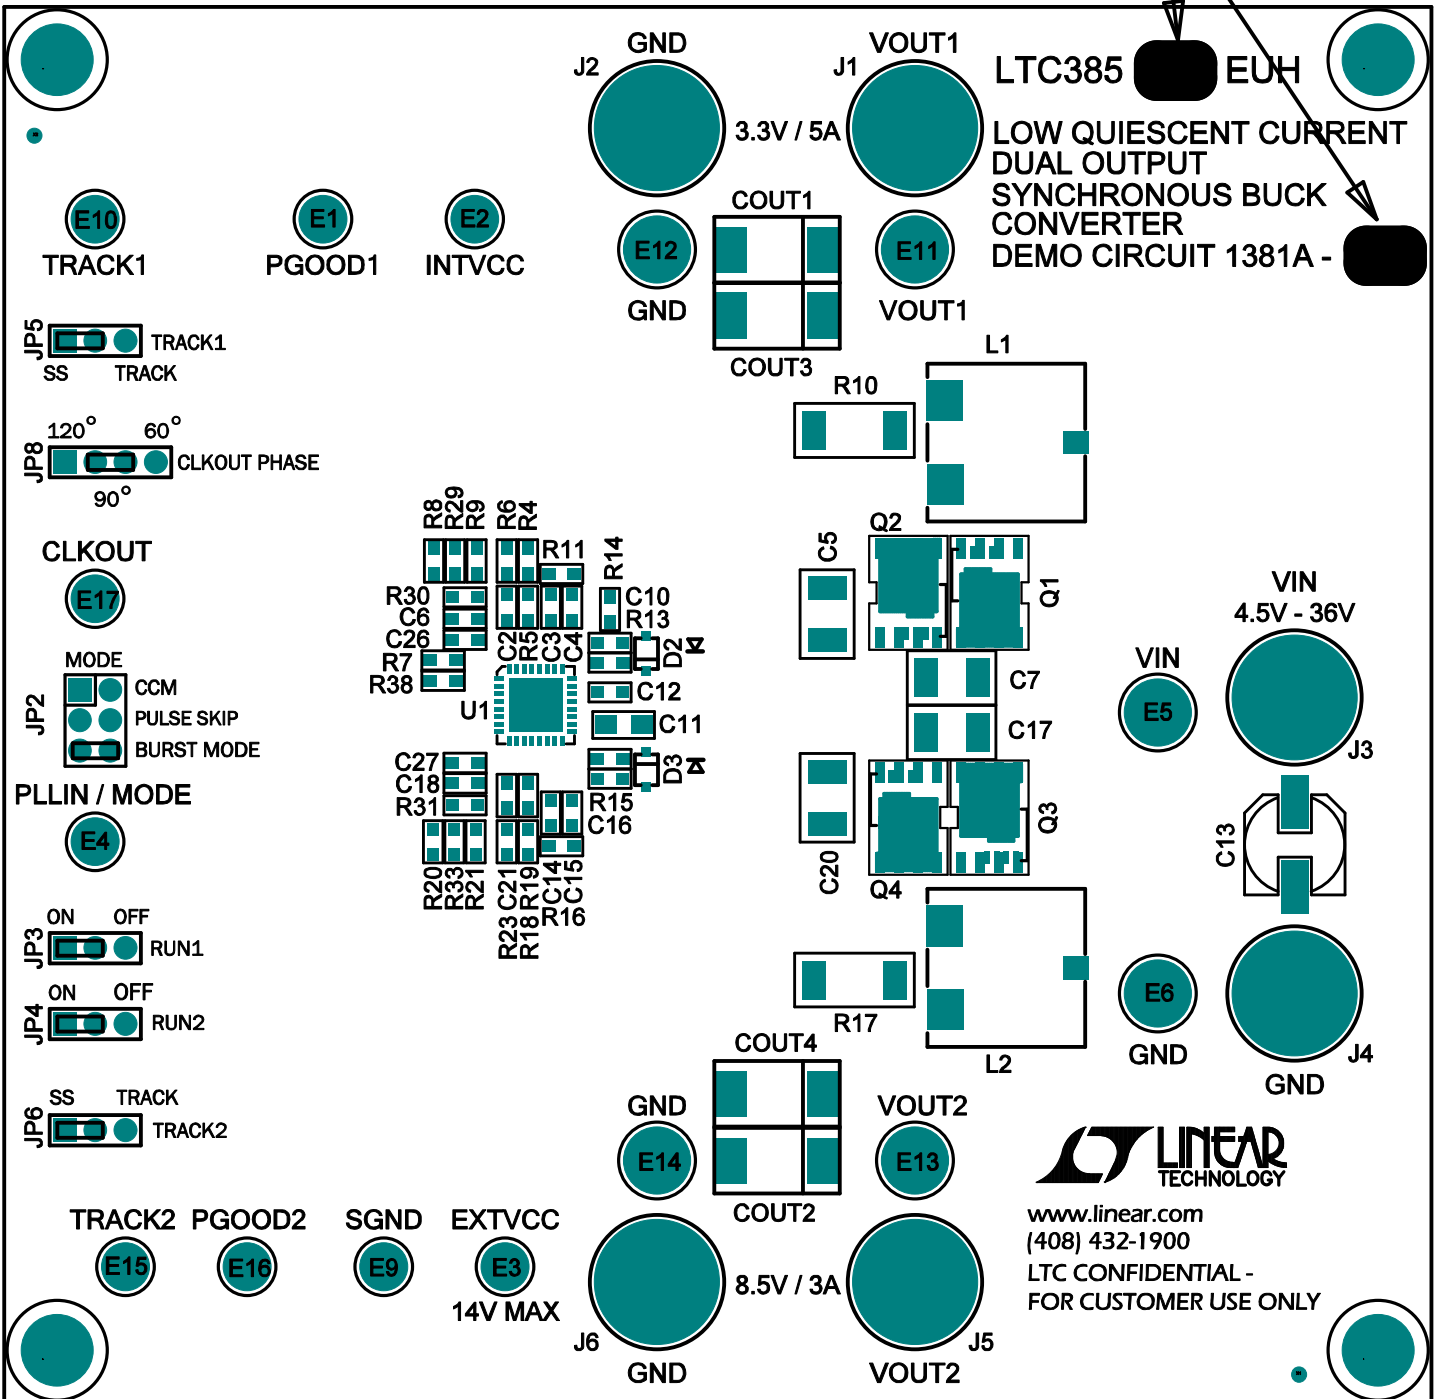 GND
VOUT1
J2
J1
LTC385 EUH
3.3V / 5A
LOW QUIESCENT CURRENT
DUAL OUTPUT
SYNCHRONOUS BUCK
CONVERTER
DEMO CIRCUIT 1381A -
COUT1
E10
E1
E2
E12
E11
TRACK1
PGOOD1
INTVCC
GND
VOUT1
JP5
TRACK1
SS
TRACK
COUT3
L1
R10
120°
60°
JP8
CLKOUT PHASE
90°
R8
R29
R9
R6
R4
Q2
CLKOUT
R11
R14
C5
Q1
VIN
4.5V - 36V
E17
R30
C6
C26
C10
R13
C2
R5
C3
C4
D2
MODE
R7
R38
VIN
JP2
CCM
PULSE SKIP
BURST MODE
U1
C12
C11
C7
C17
E5
J3
C27
C18
R31
D3
R15
C16
PLLIN / MODE
E4
C20
Q3
C13
R20
R33
R21
C21
R19
C14
C15
R16
R23
R18
Q4
ON
OFF
JP3
RUN1
ON
OFF
JP4
RUN2
R17
L2
E6
GND
J4
GND
COUT4
SS
TRACK
JP6
TRACK2
GND
VOUT2
E14
E13
LINEAR
TECHNOLOGY
TRACK2
PGOOD2
SGND
EXTVCC
COUT2
www.linear.com
(408) 432-1900
E15
E16
E9
E3
8.5V / 3A
LTC CONFIDENTIAL -
FOR CUSTOMER USE ONLY
14V MAX
J6
J5
GND
VOUT2